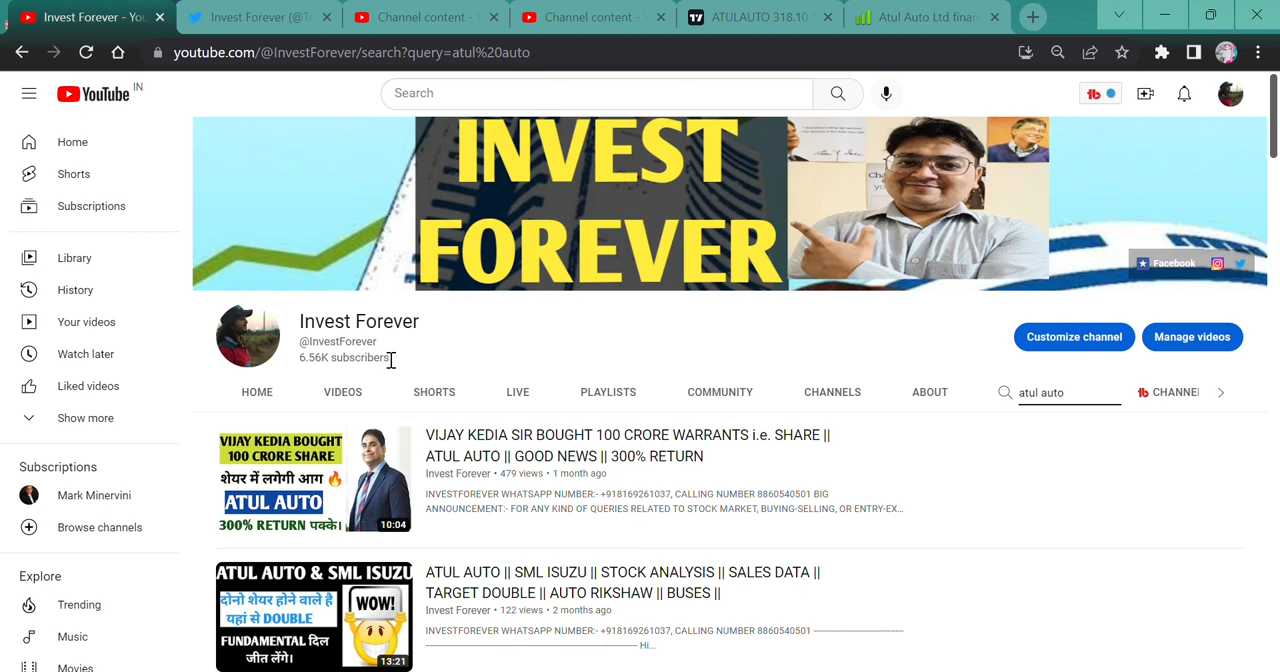 Invest Forever - You
Invest Forever (@T
Channel content -
Channel content -
ATULAUTO 318.10
Atul Auto Ltd finan
youtube.com/@InvestForever/search?query=atul%20auto
YouTube IN
Search
Home
Shorts
Subscriptions
Library
History
Your videos
Watch later
Liked videos
Show more
Subscriptions
Mark Minervini
Browse channels
Explore
Trending
Music
Movies
INVEST
FOREVER
Facebook
Invest Forever
@InvestForever
6.56K subscribers
Customize channel
Manage videos
HOME VIDEOS SHORTS LIVE PLAYLISTS COMMUNITY CHANNELS ABOUT atul auto CHANNE
VIJAY KEDIA BOUGHT
100 CRORE SHARE
शेयर में लगेगी आग 🔥
ATUL AUTO
300% RETURN पक्के।
10:04
VIJAY KEDIA SIR BOUGHT 100 CRORE WARRANTS i.e. SHARE ||
ATUL AUTO || GOOD NEWS || 300% RETURN
Invest Forever • 479 views • 1 month ago
INVESTFOREVER WHATSAPP NUMBER:- +918169261037, CALLING NUMBER 8860540501 BIG
ANNOUNCEMENT:- FOR ANY KIND OF QUERIES RELATED TO STOCK MARKET, BUYING-SELLING, OR ENTRY-EX...
ATUL AUTO & SML ISUZU
दोनो शेयर होने वाले है
यहां से DOUBLE
FUNDAMENTAL दिल
जीत लेंगे।
WOW!
13:21
ATUL AUTO || SML ISUZU || STOCK ANALYSIS || SALES DATA ||
TARGET DOUBLE || AUTO RIKSHAW || BUSES ||
Invest Forever • 122 views • 2 months ago
INVESTFOREVER WHATSAPP NUMBER:- +918169261037, CALLING NUMBER 8860540501 -------------------------
------------------------------------------------------- Hi...